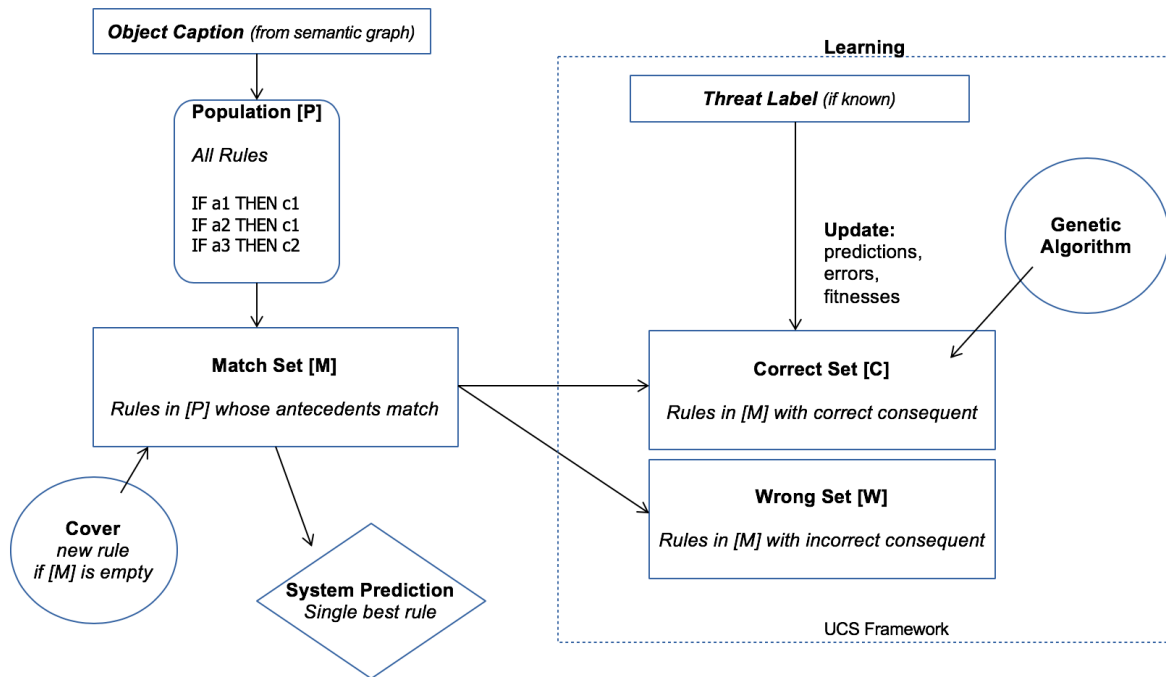 Object Caption (from semantic graph)
Population [P]
All Rules
IF a1 THEN c1
IF a2 THEN c1
IF a3 THEN c2
Match Set [M]
Rules in [P] whose antecedents match
Cover
new rule
if [M] is empty
System Prediction
Single best rule
Learning
Threat Label (if known)
Update:
predictions,
errors,
fitnesses
Genetic
Algorithm
Correct Set [C]
Rules in [M] with correct consequent
Wrong Set [W]
Rules in [M] with incorrect consequent
UCS Framework